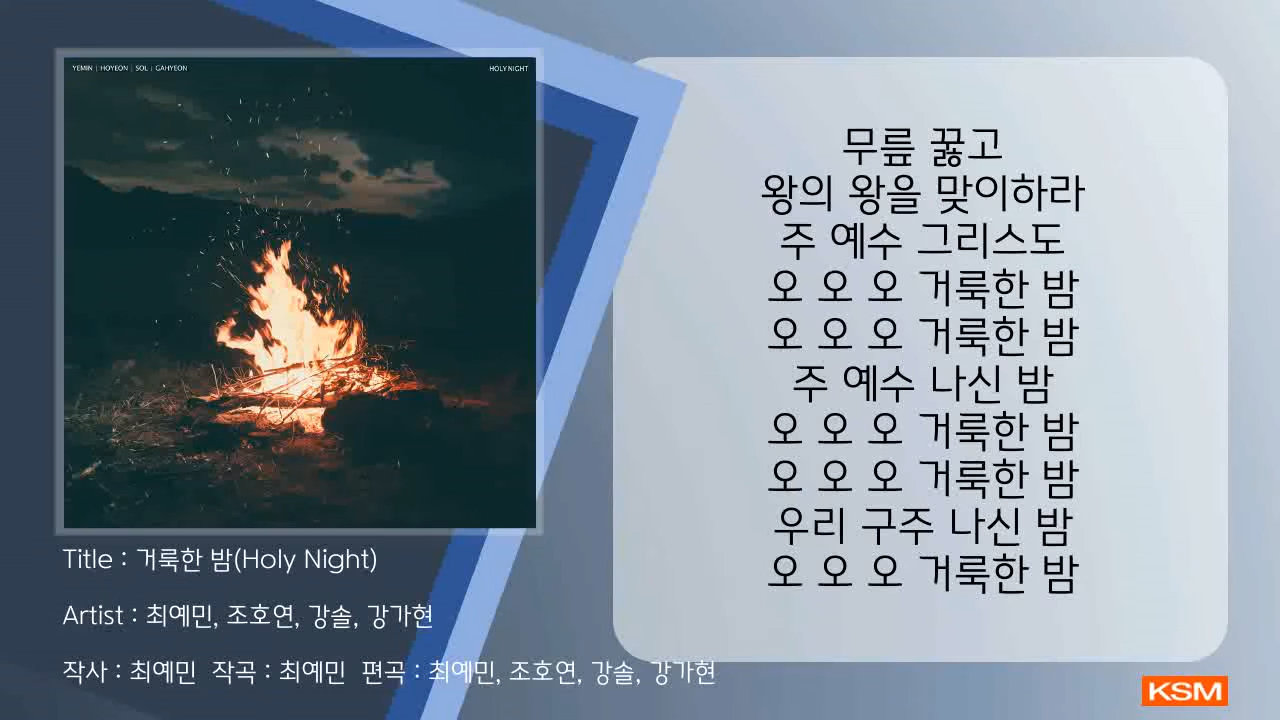 YEMIN | HOYEON | SOL | GAHYEON
HOLY NIGHT
Title : 거룩한 밤(Holy Night)
Artist : 최예민, 조호연, 강솔, 강가현
작사 : 최예민 작곡 : 최예민 편곡 : 최예민, 조호연, 강솔, 강가현
무릎 꿇고
왕의 왕을 맞이하라
주 예수 그리스도
오 오 오 거룩한 밤
오 오 오 거룩한 밤
주 예수 나신 밤
오 오 오 거룩한 밤
오 오 오 거룩한 밤
우리 구주 나신 밤
오 오 오 거룩한 밤
KSM